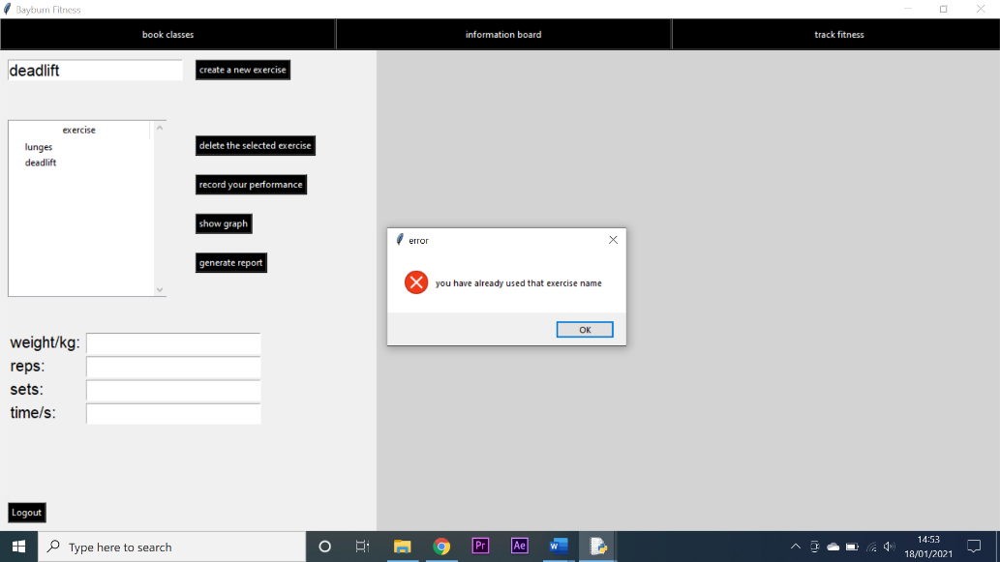 Bayburn Fitness
book classes
information board
track fitness
deadlift
create a new exercise
exercise
lunges
deadlift
delete the selected exercise
record your performance
show graph
generate report
error
you have already used that exercise name
OK
weight/kg:
reps:
sets:
time/s:
Logout
Type here to search
Pr
Ae
W
14:53
18/01/2021